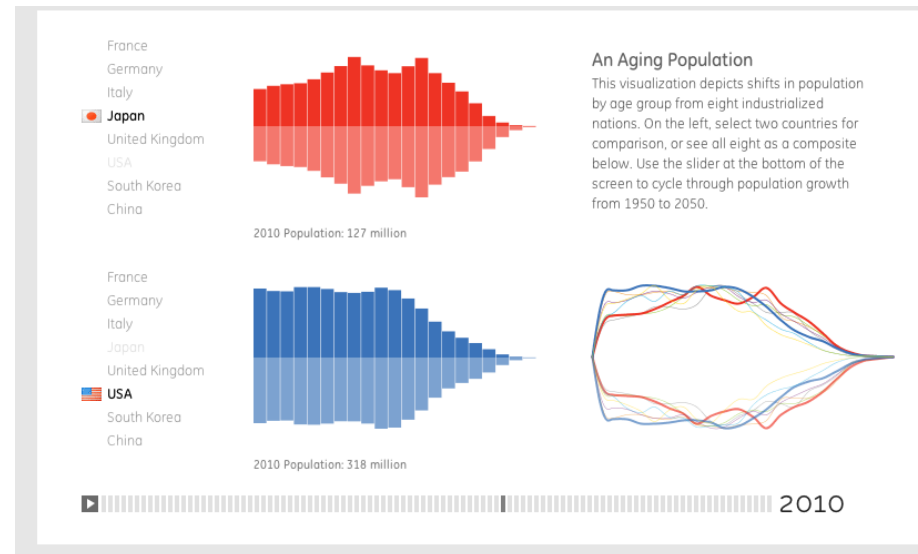 France
Germany
Italy
Japan
United Kingdom
USA
South Korea
China
2010 Population: 127 million
An Aging Population
This visualization depicts shifts in population
by age group from eight industrialized
nations. On the left, select two countries for
comparison, or see all eight as a composite
below. Use the slider at the bottom of the
screen to cycle through population growth
from 1950 to 2050.
France
Germany
Italy
Japan
United Kingdom
USA
South Korea
China
2010 Population: 318 million
2010